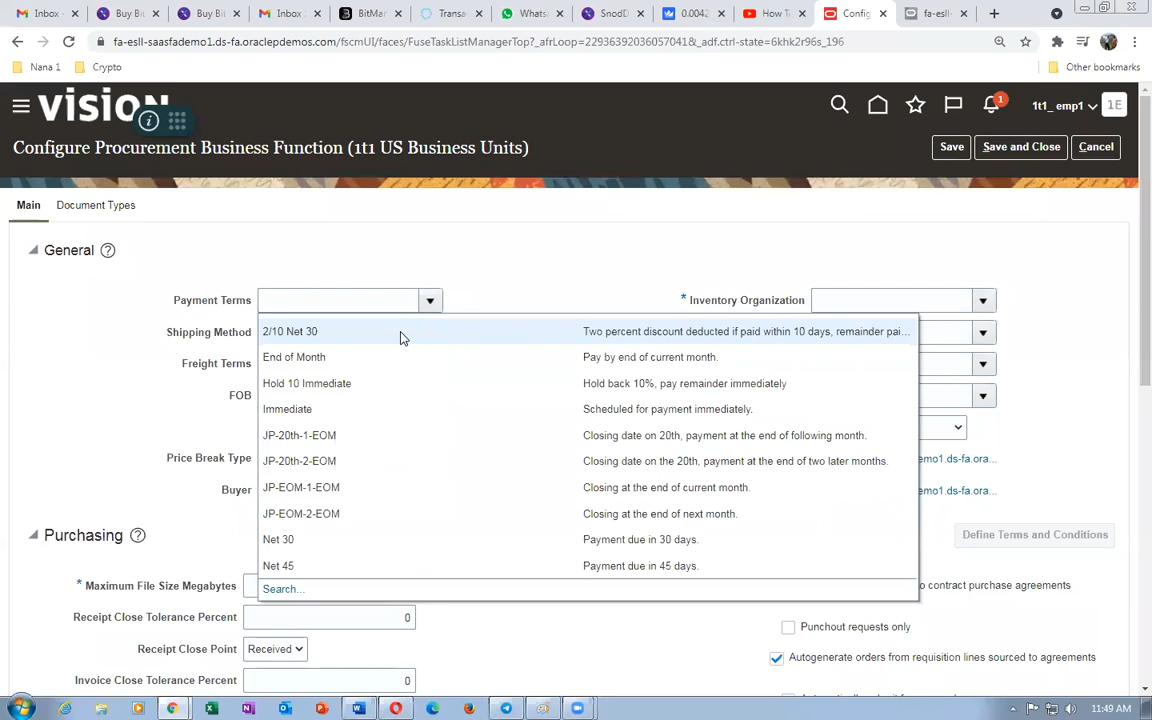 Inbox -
Buy Bit
Buy Bit
Inbox
BitMar
Transac
Whats
SnodD
0.0042
How T
Config
fa-esll-
fa-esll-saasfademo1.ds-fa.oraclepdemos.com/fscmUI/faces/FuseTaskListManagerTop?_afrLoop=22936392036057041&_adf.ctrl-state=6khk2r96s_196
Nana 1
Crypto
Other bookmarks
vision
1
1t1_ emp1
1E
Configure Procurement Business Function (1t1 US Business Units)
Save
Save and Close
Cancel
Main
Document Types
General
Payment Terms
* Inventory Organization
Shipping Method
Freight Terms
FOB
Price Break Type
Buyer
2/10 Net 30 Two percent discount deducted if paid within 10 days, remainder pai...
End of Month Pay by end of current month.
Hold 10 Immediate Hold back 10%, pay remainder immediately
Immediate Scheduled for payment immediately.
JP-20th-1-EOM Closing date on 20th, payment at the end of following month.
JP-20th-2-EOM Closing date on the 20th, payment at the end of two later months.
JP-EOM-1-EOM Closing at the end of current month.
JP-EOM-2-EOM Closing at the end of next month.
Net 30 Payment due in 30 days.
Net 45 Payment due in 45 days.
Search...
emo1.ds-fa.ora...
emo1.ds-fa.ora...
Purchasing
Define Terms and Conditions
* Maximum File Size Megabytes
to contract purchase agreements
Receipt Close Tolerance Percent 0
Punchout requests only
Receipt Close Point Received
Autogenerate orders from requisition lines sourced to agreements
Invoice Close Tolerance Percent 0
11:49 AM